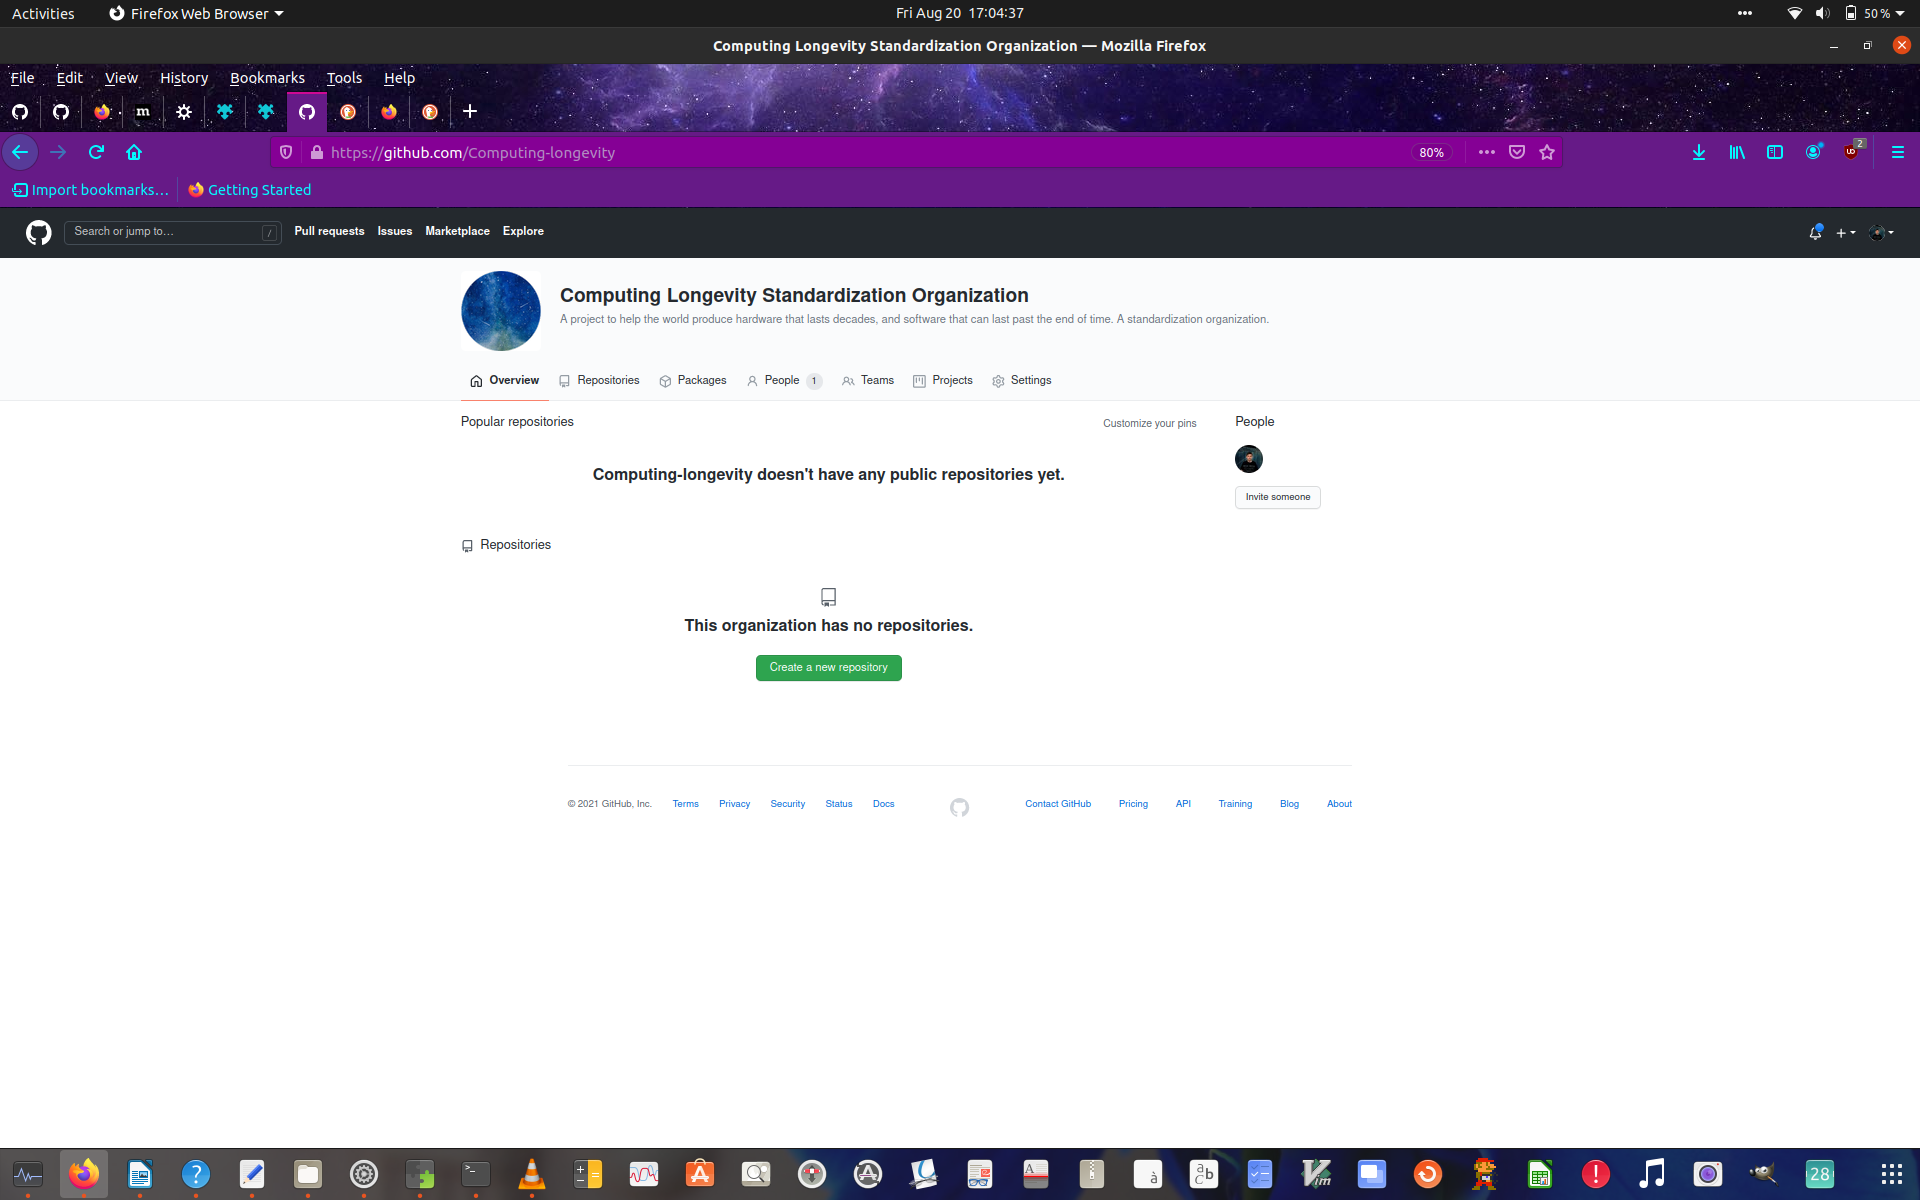 Activities
Firefox Web Browser
Fri Aug 20 17:04:37
50 %
Computing Longevity Standardization Organization — Mozilla Firefox
File Edit View History Bookmarks Tools Help
m
https://github.com/Computing-longevity
80%
2
Import bookmarks…
Getting Started
Search or jump to…
/
Pull requests Issues Marketplace Explore
Computing Longevity Standardization Organization
A project to help the world produce hardware that lasts decades, and software that can last past the end of time. A standardization organization.
Overview
Repositories
Packages
People 1
Teams
Projects
Settings
Popular repositories
Customize your pins
Computing-longevity doesn't have any public repositories yet.
People
Invite someone
Repositories
This organization has no repositories.
Create a new repository
© 2021 GitHub, Inc. Terms Privacy Security Status Docs
Contact GitHub Pricing API Training Blog About
28